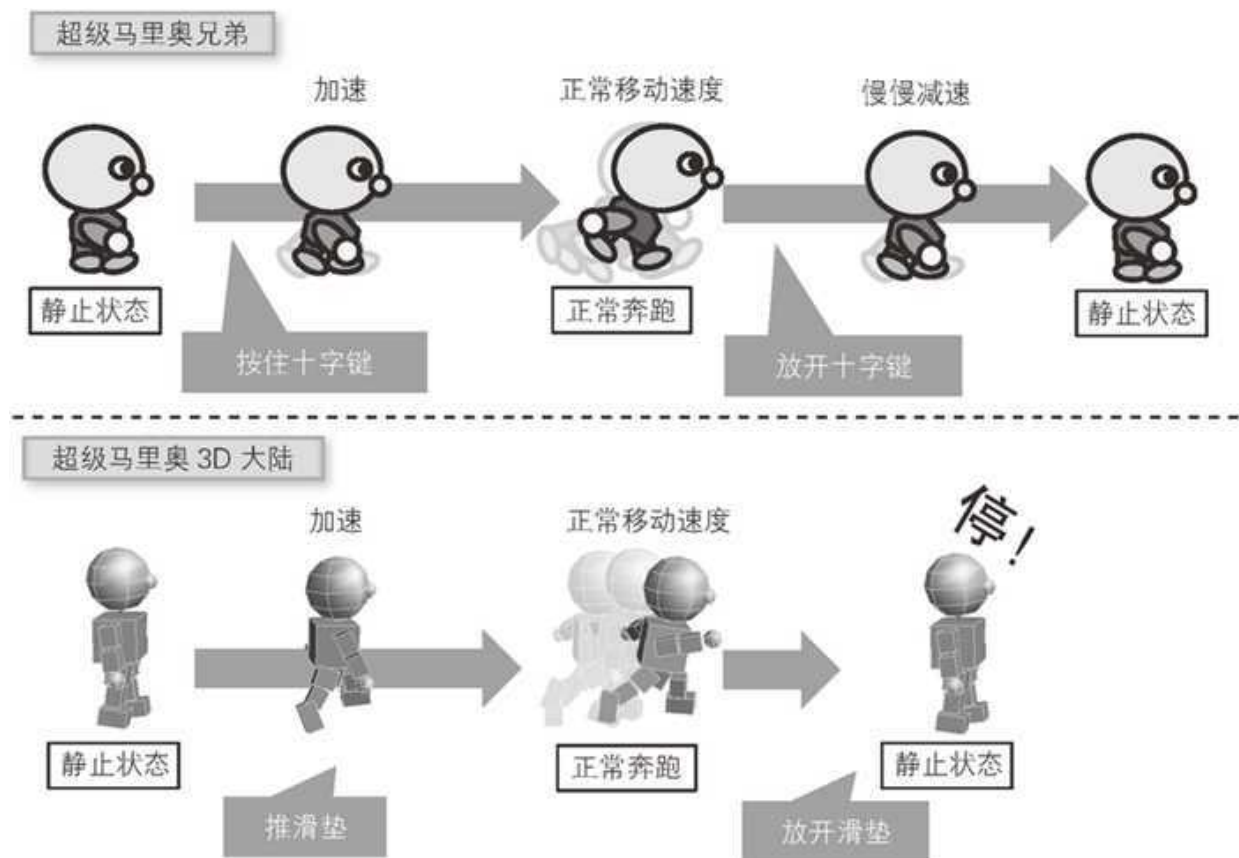 超级马里奥兄弟
加速
正常移动速度
慢慢减速
静止状态
正常奔跑
静止状态
按住十字键
放开十字键
超级马里奥 3D 大陆
加速
正常移动速度
停!
静止状态
正常奔跑
静止状态
推滑垫
放开滑垫